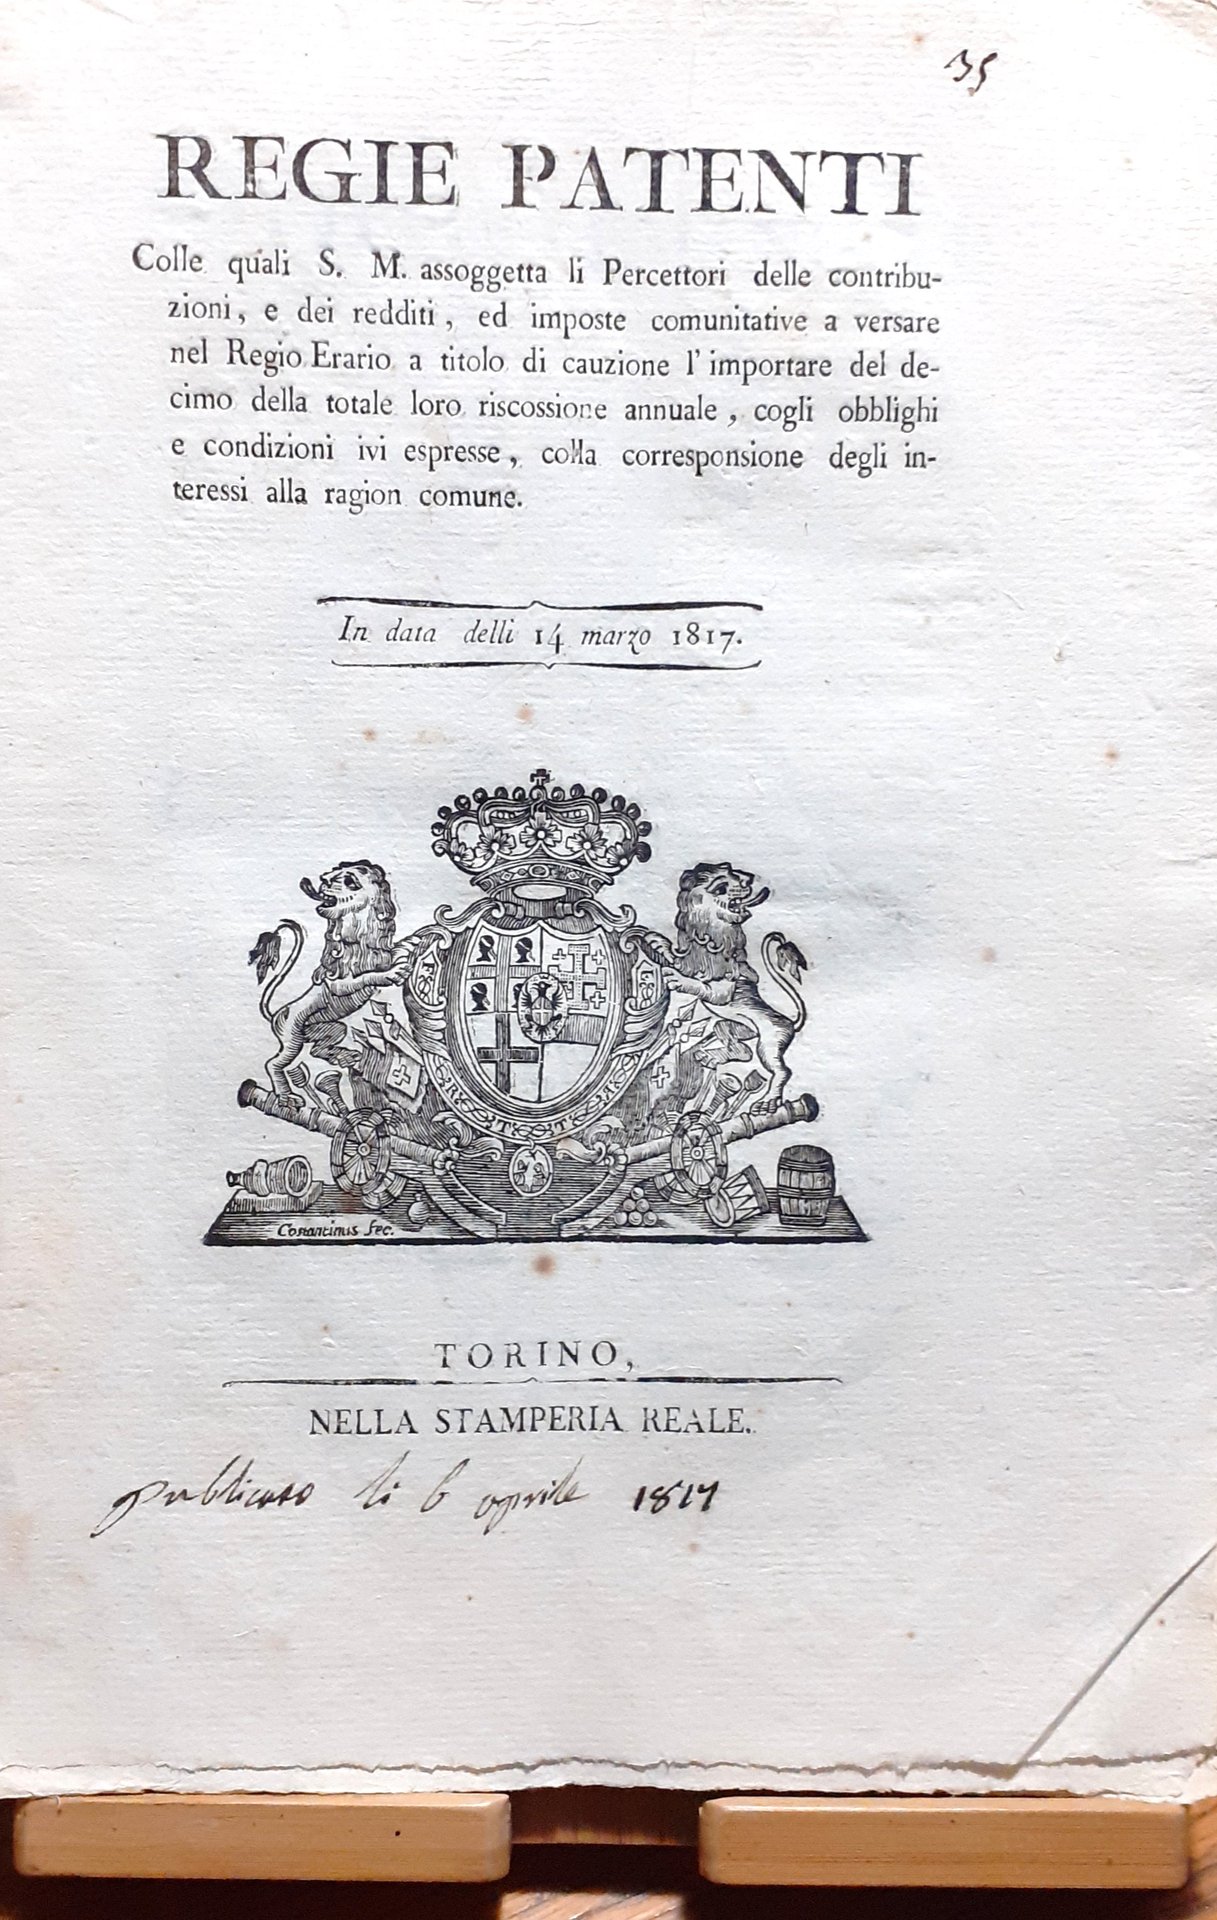 35
REGIE PATENTI
Colle quali S. M. assoggetta li Percettori delle contribu-
zioni, e dei redditi, ed imposte comunitative a versare
nel Regio Erario a titolo di cauzione l'importare del de-
cimo della totale loro riscossione annuale, cogli obblighi
e condizioni ivi espresse, colla corresponsione degli in-
teressi alla ragion comune.
In data delli 14 marzo 1817.
F E
R T T R
Costantinus fec.
TORINO,
NELLA STAMPERIA REALE.
publicato li 6 aprile 1817